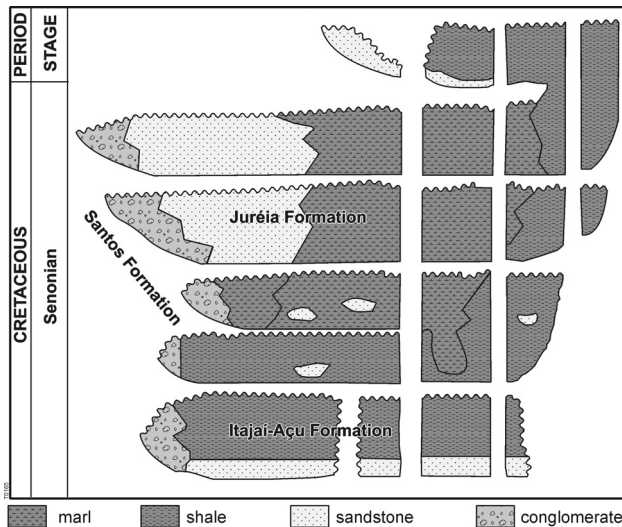 PERIOD
STAGE
CRETACEOUS
Senonian
Juréia Formation
Santos Formation
Itajaí-Açu Formation
marl
shale
sandstone
conglomerate